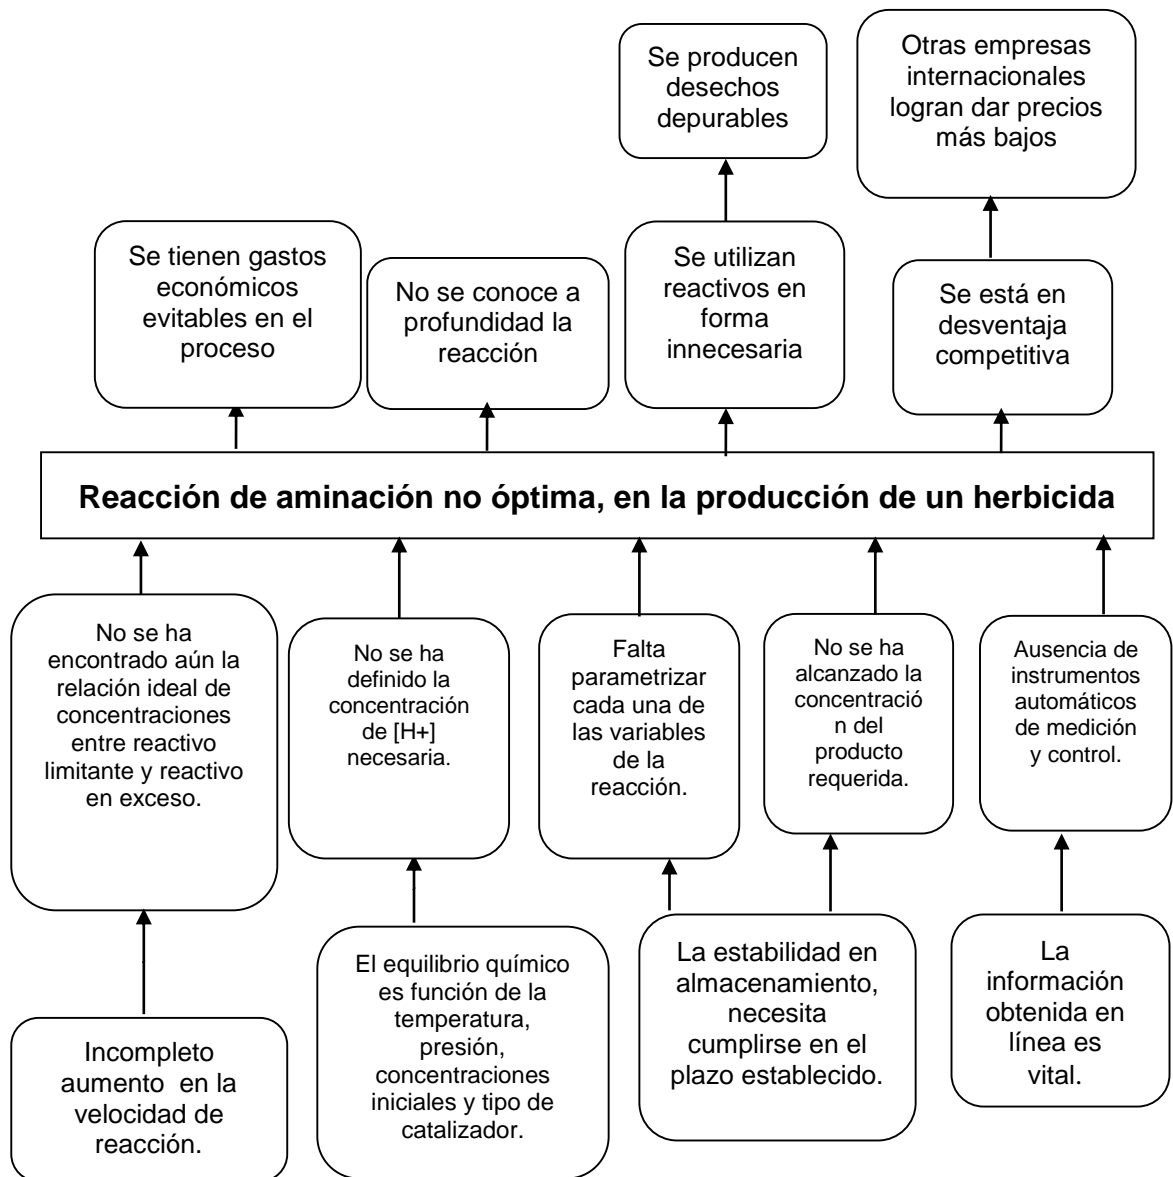 Se producen
desechos
depurables
Otras empresas
internacionales
logran dar precios
más bajos
Se tienen gastos
económicos
evitables en el
proceso
No se conoce a
profundidad la
reacción
Se utilizan
reactivos en
forma
innecesaria
Se está en
desventaja
competitiva
Reacción de aminación no óptima, en la producción de un herbicida
No se ha
encontrado aún la
relación ideal de
concentraciones
entre reactivo
limitante y reactivo
en exceso.
No se ha
definido la
concentración
de [H+]
necesaria.
Falta
parametrizar
cada una de
las variables
de la
reacción.
No se ha
alcanzado la
concentració
n del
producto
requerida.
Ausencia de
instrumentos
automáticos
de medición
y control.
Incompleto
aumento en la
velocidad de
reacción.
El equilibrio químico
es función de la
temperatura,
presión,
concentraciones
iniciales y tipo de
catalizador.
La estabilidad en
almacenamiento,
necesita
cumplirse en el
plazo establecido.
La
información
obtenida en
línea es
vital.